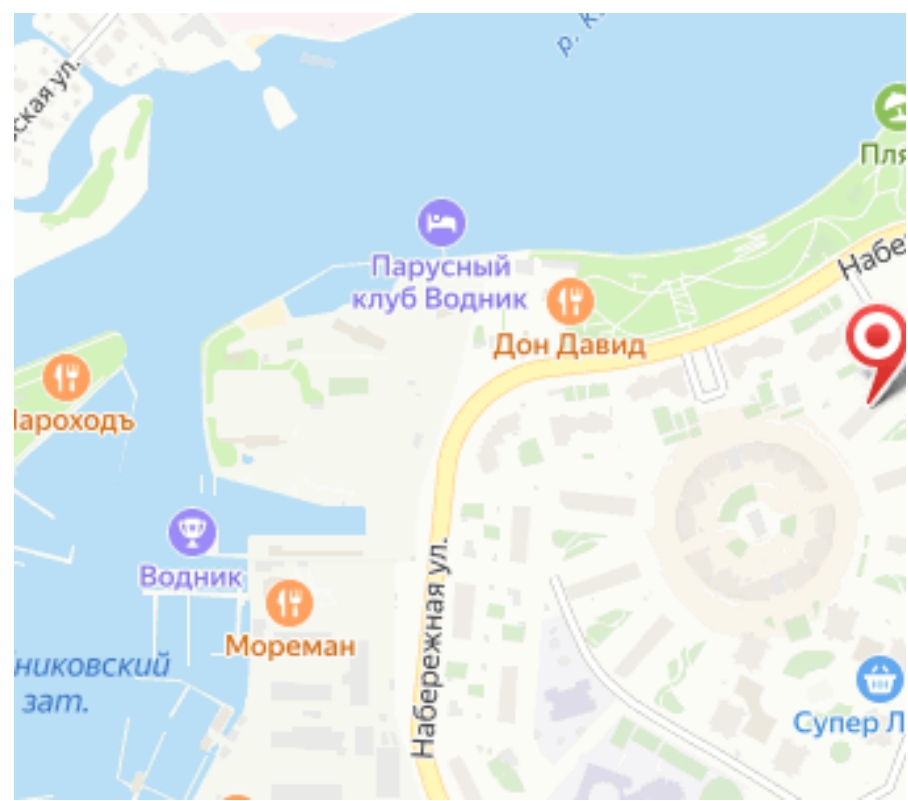 ская ул.
р. К
Пля
Набе
Парусный
клуб Водник
Дон Давид
Пароходъ
Водник
Мореман
Набережная ул.
никовский
зат.
Супер Л